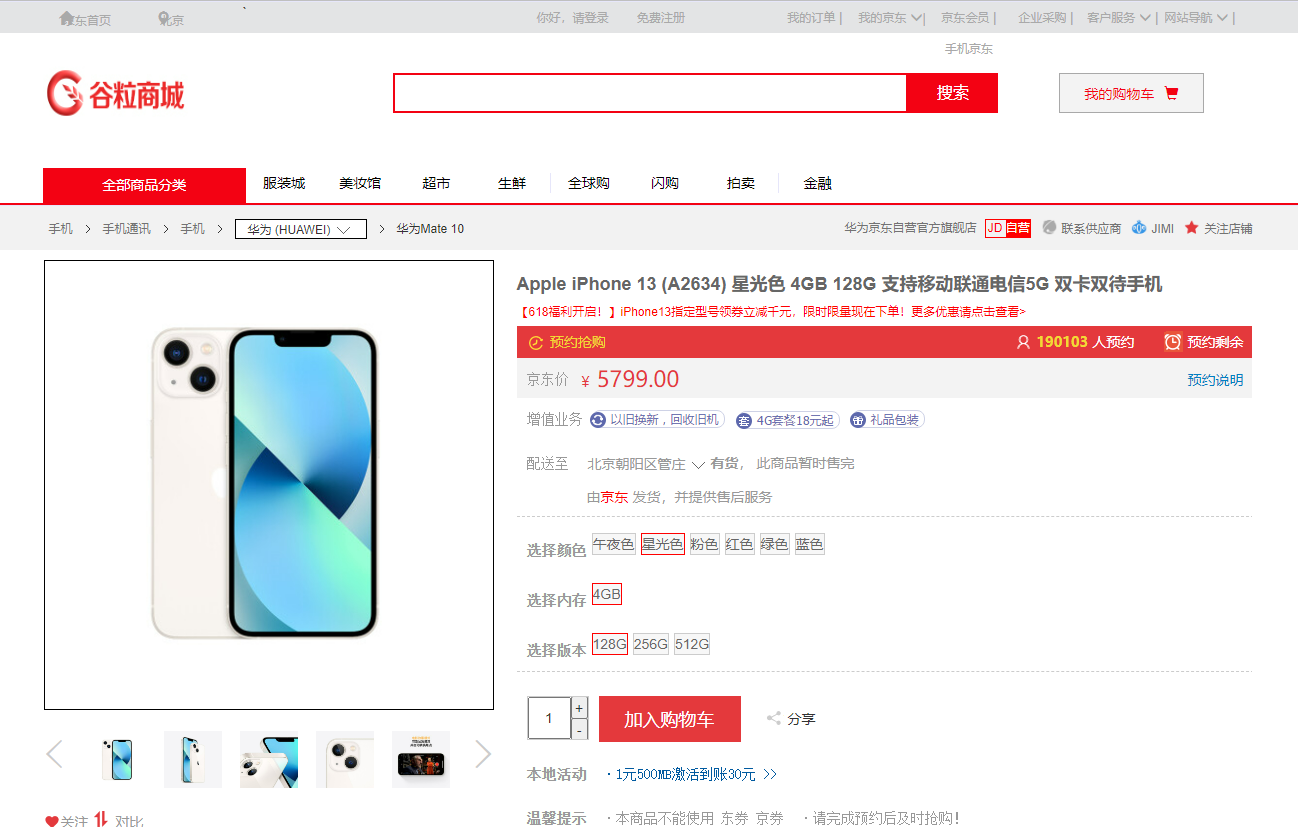 京东首页 北京 你好，请登录 免费注册 我的订单 | 我的京东 | 京东会员 | 企业采购 | 客户服务 | 网站导航 |
手机京东
谷粒商城 搜索 我的购物车
全部商品分类 服装城 美妆馆 超市 生鲜 全球购 闪购 拍卖 金融
手机 > 手机通讯 > 手机 > 华为 (HUAWEI) > 华为Mate 10 华为京东自营官方旗舰店 JD 自营 联系供应商 JIMI 关注店铺
Apple iPhone 13 (A2634) 星光色 4GB 128G 支持移动联通电信5G 双卡双待手机
【618福利开启！】iPhone13指定型号领券立减千元，限时限量现在下单！更多优惠请点击查看>
预约抢购 190103 人预约 预约剩余
京东价 ￥ 5799.00 预约说明
增值业务 以旧换新，回收旧机 套 4G套餐18元起 礼品包装
配送至 北京朝阳区管庄 有货， 此商品暂时售完
由京东 发货，并提供售后服务
选择颜色 午夜色 星光色 粉色 红色 绿色 蓝色
选择内存 4GB
选择版本 128G 256G 512G
1 + -
加入购物车 分享
本地活动 ·1元500MB激活到账30元 >>
关注 对比
温馨提示 ·本商品不能使用 东券 京券 ·请完成预约后及时抢购！